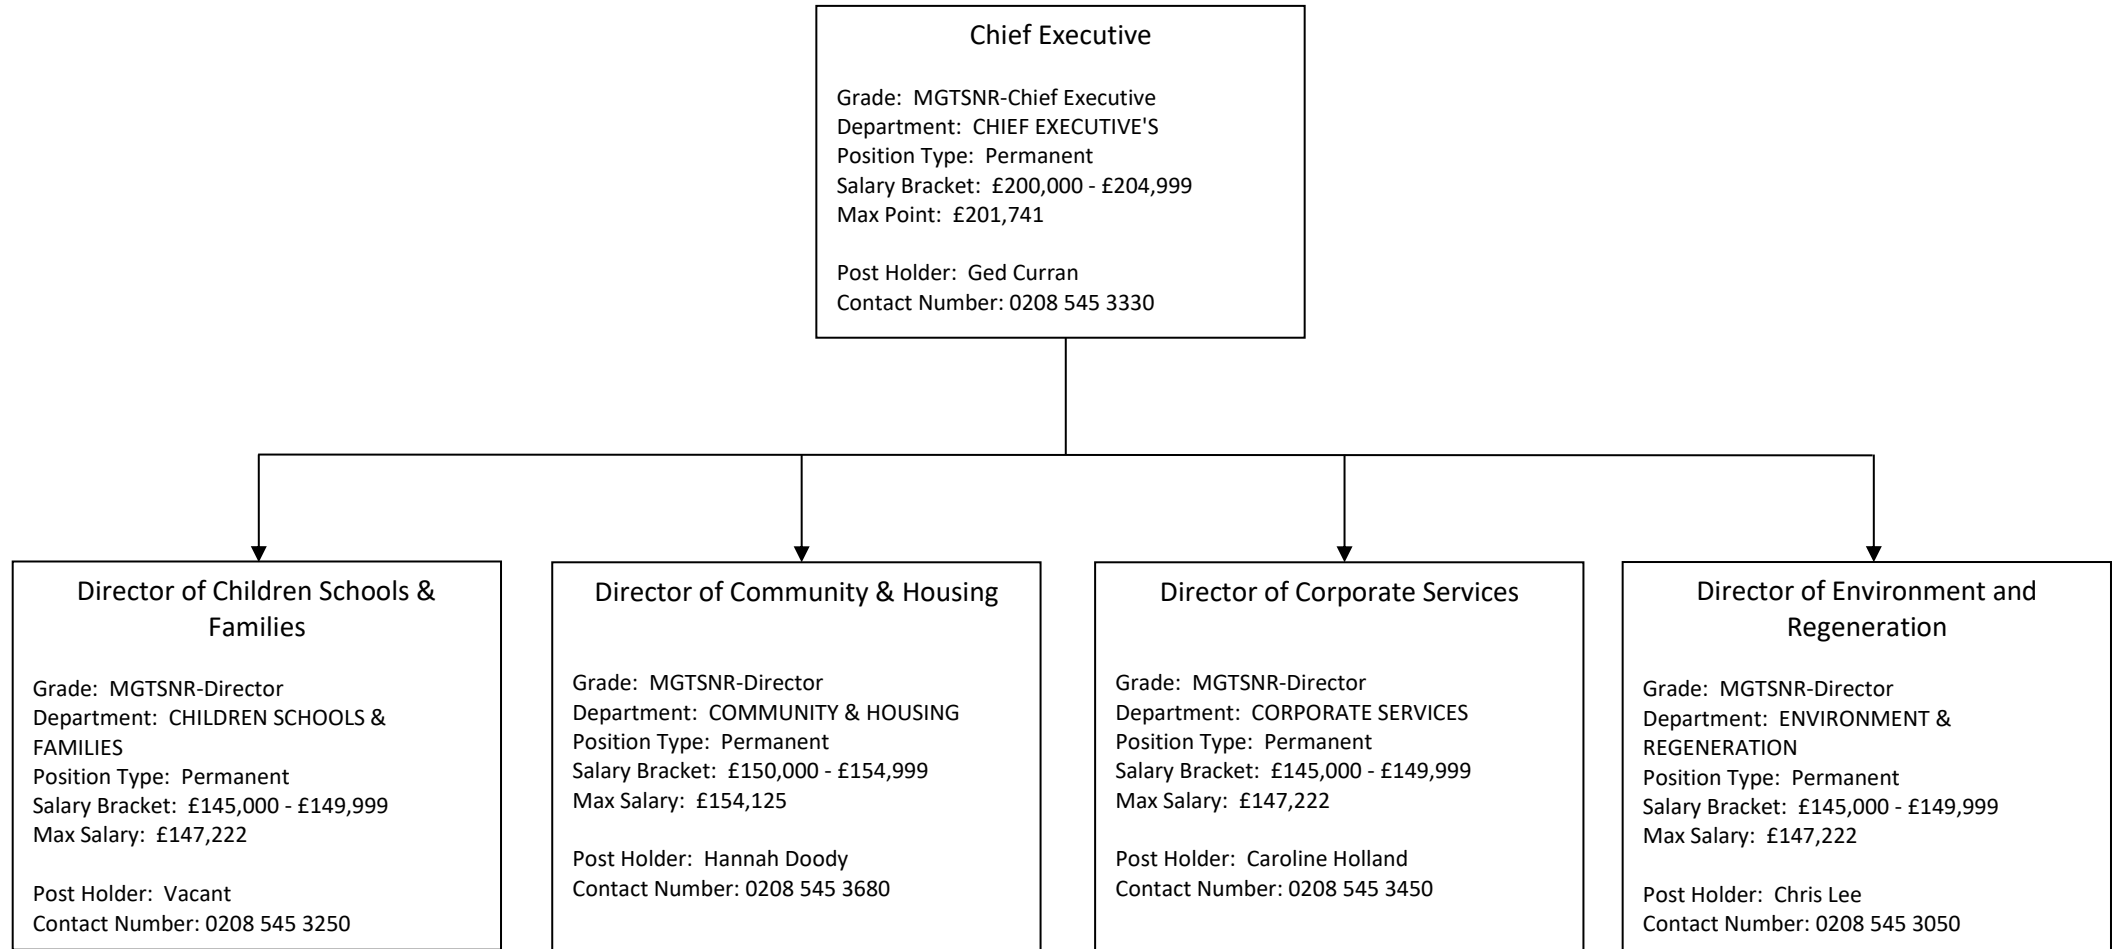 Chief Executive
Grade:  MGTSNR-Chief Executive
Department:  CHIEF EXECUTIVE'S
Position Type:  Permanent
Salary Bracket:  £200,000 - £204,999
Max Point:  £201,741
Post Holder:  Ged Curran
Contact Number: 0208 545 3330
Director of Children Schools &
Families
Grade:  MGTSNR-Director
Department:  CHILDREN SCHOOLS &
FAMILIES
Position Type:  Permanent
Salary Bracket:  £145,000 - £149,999
Max Salary:  £147,222
Post Holder:  Vacant
Contact Number: 0208 545 3250
Director of Community & Housing
Grade:  MGTSNR-Director
Department:  COMMUNITY & HOUSING
Position Type:  Permanent
Salary Bracket:  £150,000 - £154,999
Max Salary:  £154,125
Post Holder:  Hannah Doody
Contact Number: 0208 545 3680
Director of Corporate Services
Grade:  MGTSNR-Director
Department:  CORPORATE SERVICES
Position Type:  Permanent
Salary Bracket:  £145,000 - £149,999
Max Salary:  £147,222
Post Holder:  Caroline Holland
Contact Number: 0208 545 3450
Director of Environment and
Regeneration
Grade:  MGTSNR-Director
Department:  ENVIRONMENT &
REGENERATION
Position Type:  Permanent
Salary Bracket:  £145,000 - £149,999
Max Salary:  £147,222
Post Holder:  Chris Lee
Contact Number: 0208 545 3050